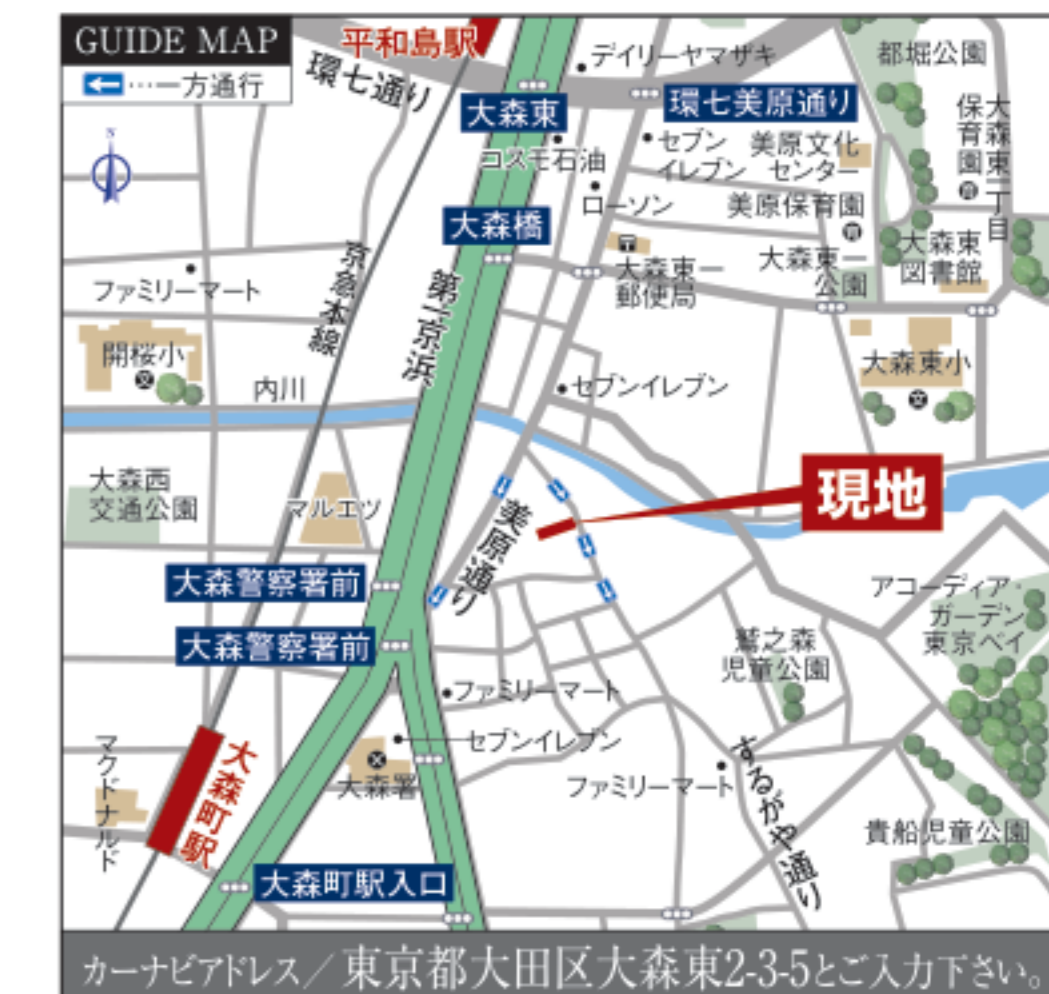 GUIDE MAP
…一方通行
平和島駅
環七通り
デイリーヤマザキ
都堀公園
大森東
環七美原通り
コスモ石油
セブン
イレブン
美原文化
センター
大森東一丁目
保育園
ローソン
美原保育園
大森橋
大森東一
郵便局
大森東一
公園
大森東
図書館
京急本線
第一京浜
ファミリーマート
開桜小
文
内川
セブンイレブン
大森東小
文
大森西
交通公園
マルエツ
美原通り
現地
大森警察署前
大森警察署前
アコーディア・
ガーデン
東京ベイ
鷲之森
児童公園
ファミリーマート
セブンイレブン
大森署
ファミリーマート
するがや通り
マクドナルド
大森町駅
貴船児童公園
大森町駅入口
カーナビアドレス／東京都大田区大森東2-3-5とご入力下さい。